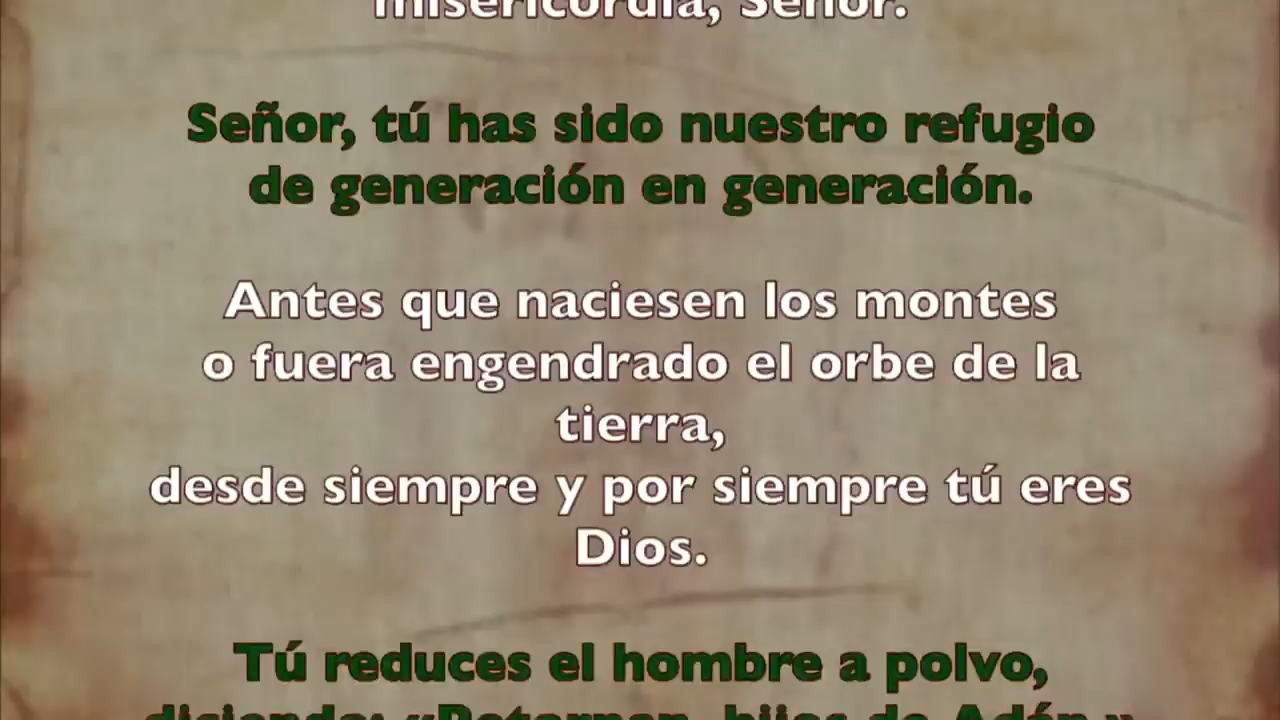 misericordia, Señor.
Señor, tú has sido nuestro refugio
de generación en generación.
Antes que naciesen los montes
o fuera engendrado el orbe de la
tierra,
desde siempre y por siempre tú eres
Dios.
Tú reduces el hombre a polvo,
diciendo: «Retornen, hijos de Adán.»